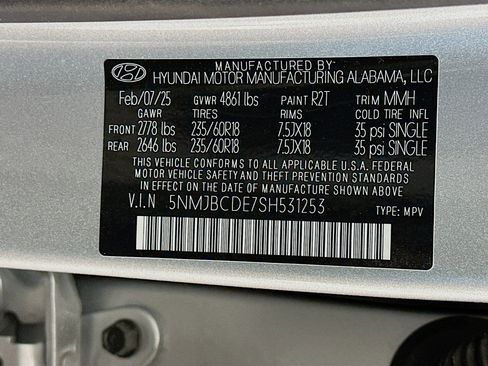 MANUFACTURED BY:
HYUNDAI MOTOR MANUFACTURING ALABAMA, LLC
Feb/07/25 GVWR 4861 lbs PAINT R2T TRIM MMH
GAWR TIRES RIMS COLD TIRE INFL
FRONT 2778 lbs 235/60R18 7.5JX18 35 psi SINGLE
REAR 2646 lbs 235/60R18 7.5JX18 35 psi SINGLE
THIS VEHICLE CONFORMS TO ALL APPLICABLE U.S.A. FEDERAL
MOTOR VEHICLE SAFETY STANDARDS IN EFFECT ON THE
DATE OF MANUFACTURE SHOWN ABOVE.
V.I.N 5NMJBCDE7SH531253 TYPE: MPV